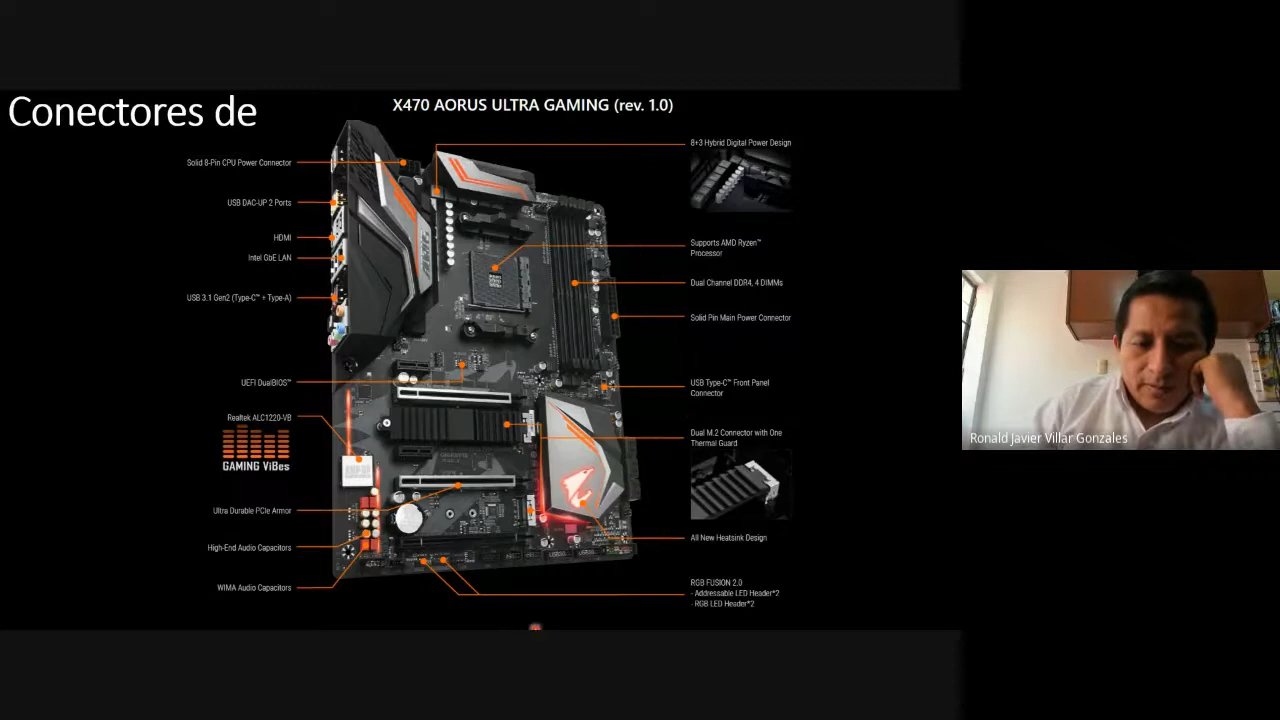 Conectores de
X470 AORUS ULTRA GAMING (rev. 1.0)
Solid 8-Pin CPU Power Connector
USB DAC-UP 2 Ports
HDMI
Intel GbE LAN
USB 3.1 Gen2 (Type-C™ + Type-A)
UEFI DualBIOS™
Realtek ALC1220-VB
GAMING ViBes
Ultra Durable PCIe Armor
High-End Audio Capacitors
WIMA Audio Capacitors
8+3 Hybrid Digital Power Design
Supports AMD Ryzen™
Processor
Dual Channel DDR4, 4 DIMMs
Solid Pin Main Power Connector
USB Type-C™ Front Panel
Connector
Dual M.2 Connector with One
Thermal Guard
All New Heatsink Design
RGB FUSION 2.0
- Addressable LED Header*2
- RGB LED Header*2
Ronald Javier Villar Gonzales